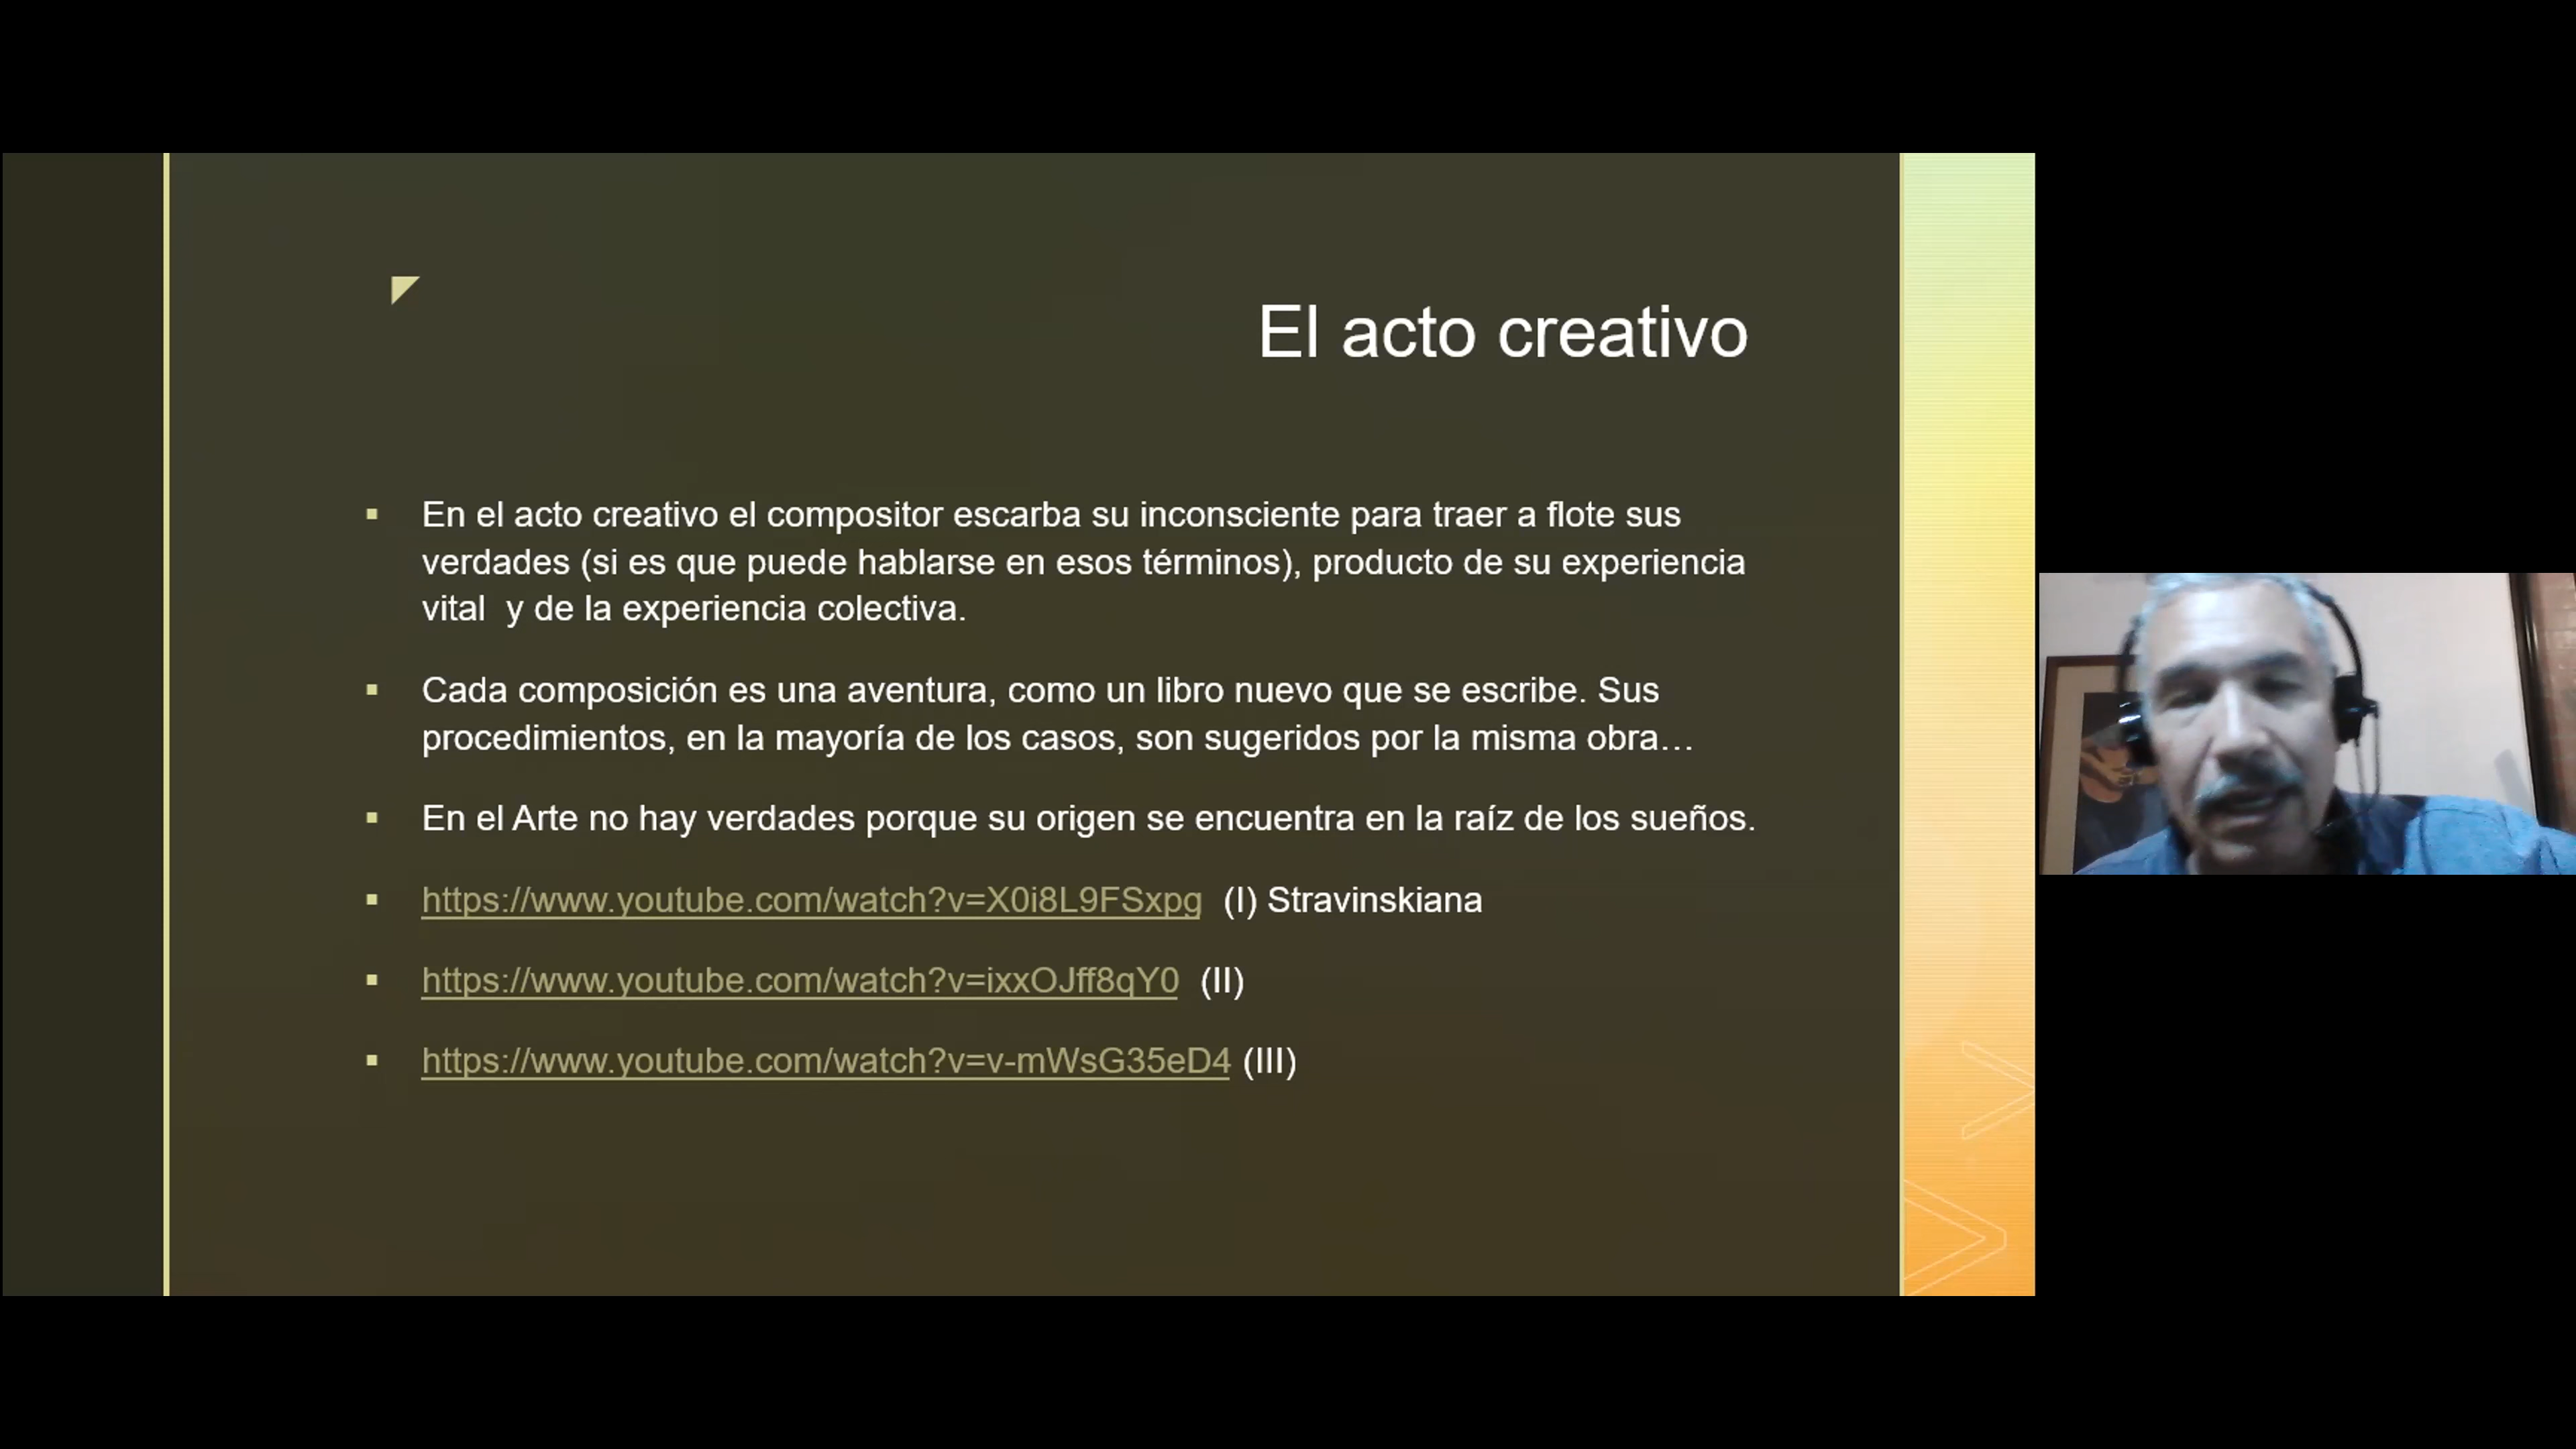 El acto creativo
En el acto creativo el compositor escarba su inconsciente para traer a flote sus
verdades (si es que puede hablarse en esos términos), producto de su experiencia
vital  y de la experiencia colectiva.
Cada composición es una aventura, como un libro nuevo que se escribe. Sus
procedimientos, en la mayoría de los casos, son sugeridos por la misma obra…
En el Arte no hay verdades porque su origen se encuentra en la raíz de los sueños.
https://www.youtube.com/watch?v=X0i8L9FSxpg  (I) Stravinskiana
https://www.youtube.com/watch?v=ixxOJff8qY0  (II)
https://www.youtube.com/watch?v=v-mWsG35eD4 (III)